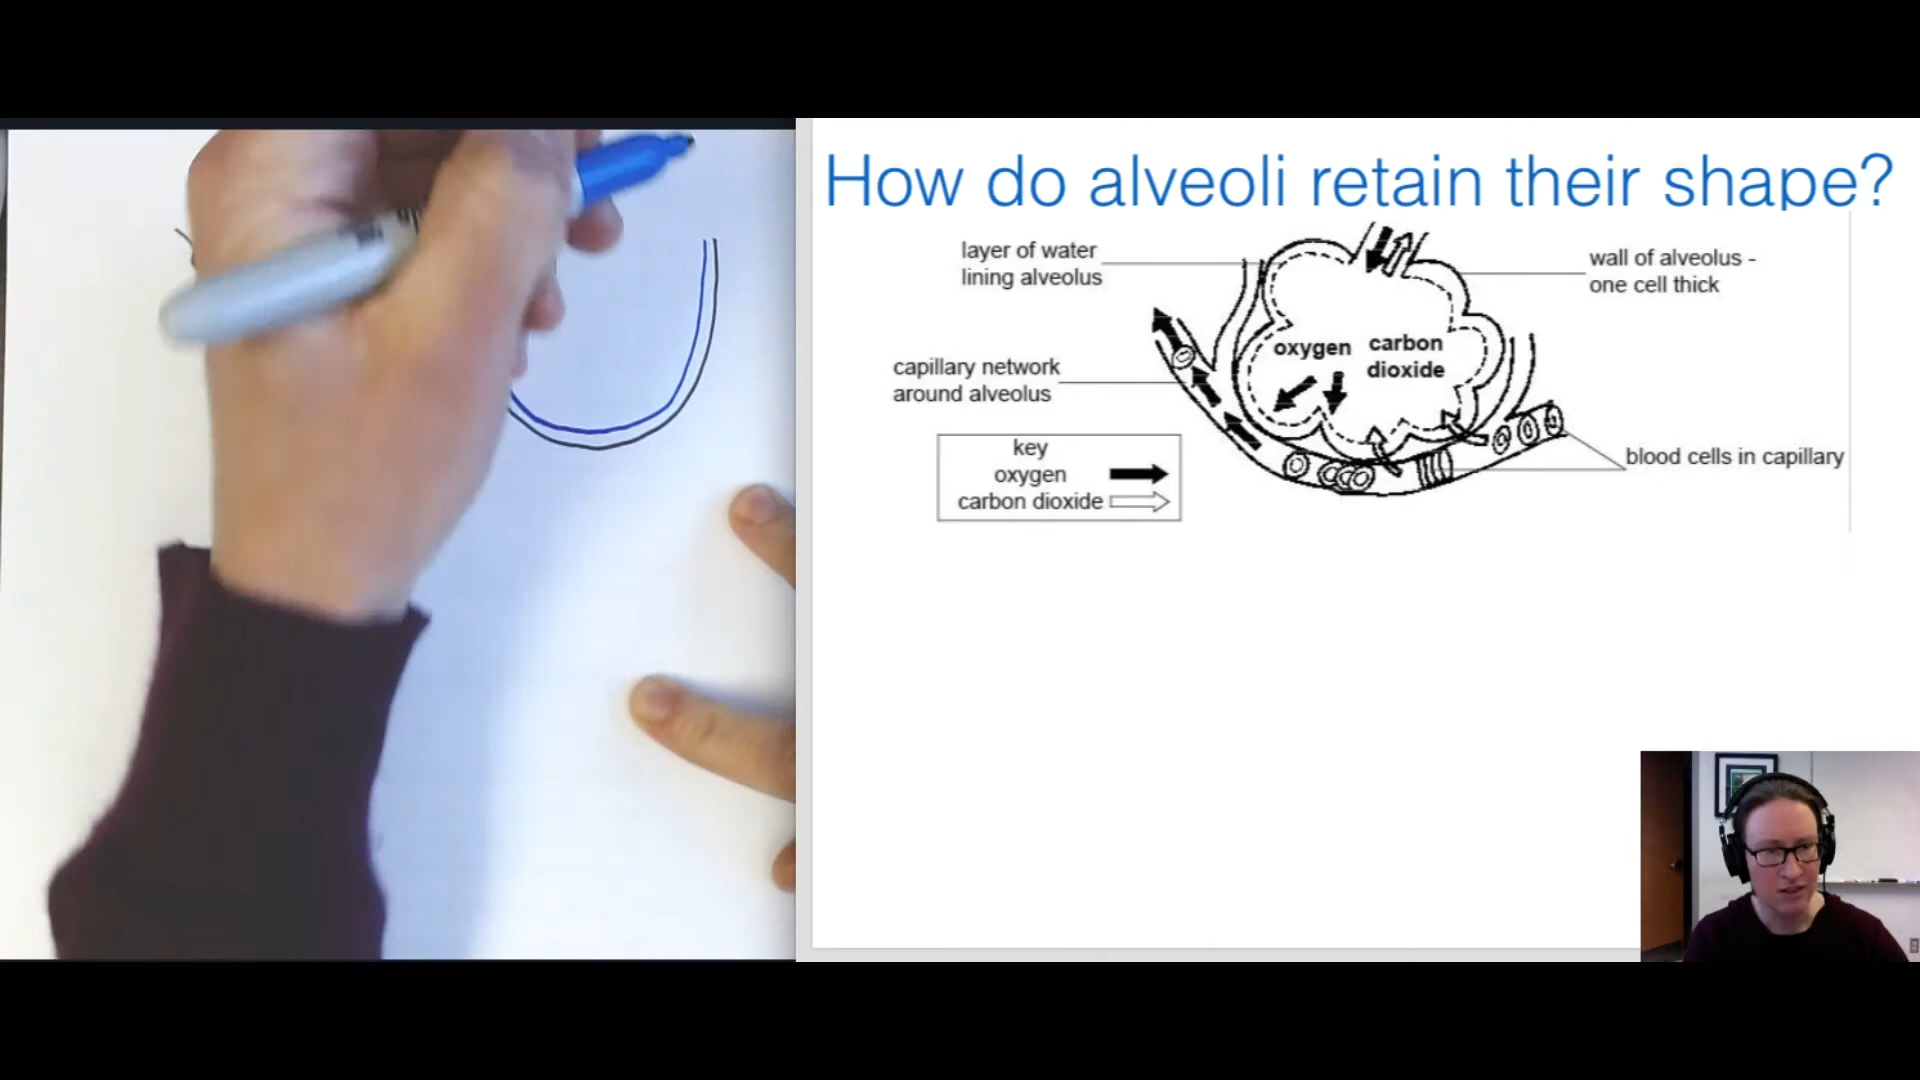 How do alveoli retain their shape?
layer of water
lining alveolus
wall of alveolus -
one cell thick
oxygen
carbon
dioxide
capillary network
around alveolus
key
oxygen
carbon dioxide
blood cells in capillary